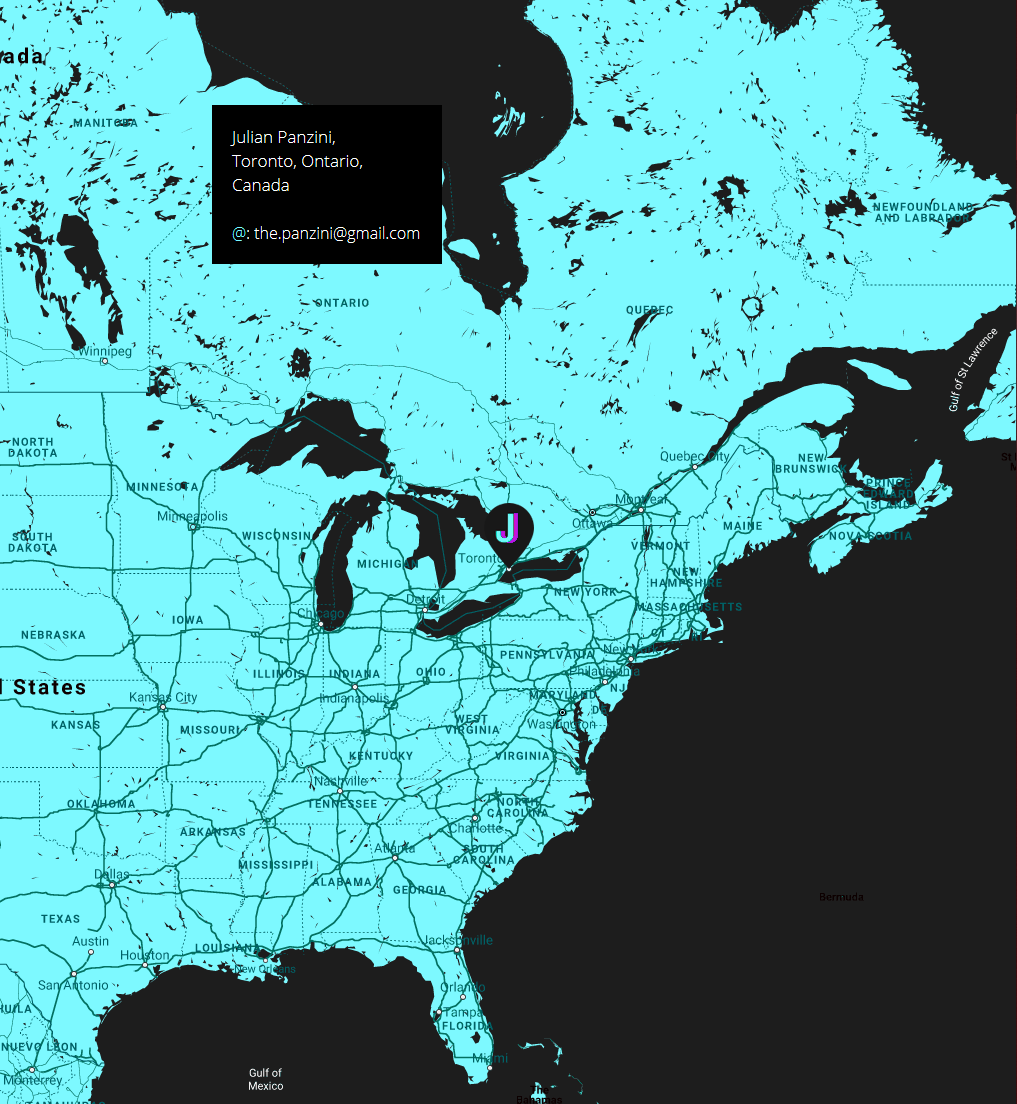 ada
MANITOBA
Julian Panzini,
Toronto, Ontario,
Canada
@: the.panzini@gmail.com
NEWFOUNDLAND
AND LABRADOR
ONTARIO
QUEBEC
Winnipeg
Gulf of St Lawrence
NORTH
DAKOTA
Quebec City
NEW
BRUNSWICK
St
MINNESOTA
PRINCE
EDWARD
ISLAND
Minneapolis
Montreal
J
Ottawa
MAINE
SOUTH
DAKOTA
WISCONSIN
NOVA SCOTIA
VERMONT
Toronto
MICHIGAN
NEW
HAMPSHIRE
NEW YORK
Detroit
MASSACHUSETTS
Chicago
IOWA
CT
RI
NEBRASKA
New York
PENNSYLVANIA
ILLINOIS
INDIANA
OHIO
Philadelphia
l States
NJ
MARYLAND
Kansas City
Indianapolis
DE
KANSAS
MISSOURI
WEST
VIRGINIA
Washington
KENTUCKY
VIRGINIA
Nashville
OKLAHOMA
TENNESSEE
NORTH
CAROLINA
ARKANSAS
Charlotte
Atlanta
SOUTH
CAROLINA
MISSISSIPPI
Dallas
ALABAMA
GEORGIA
Bermuda
TEXAS
Austin
Jacksonville
LOUISIANA
Houston
New Orleans
San Antonio
Orlando
HUILA
Tampa
FLORIDA
NUEVO LEON
Miami
Gulf of
Mexico
Monterrey
The
Bahamas
TAMAULIPAS